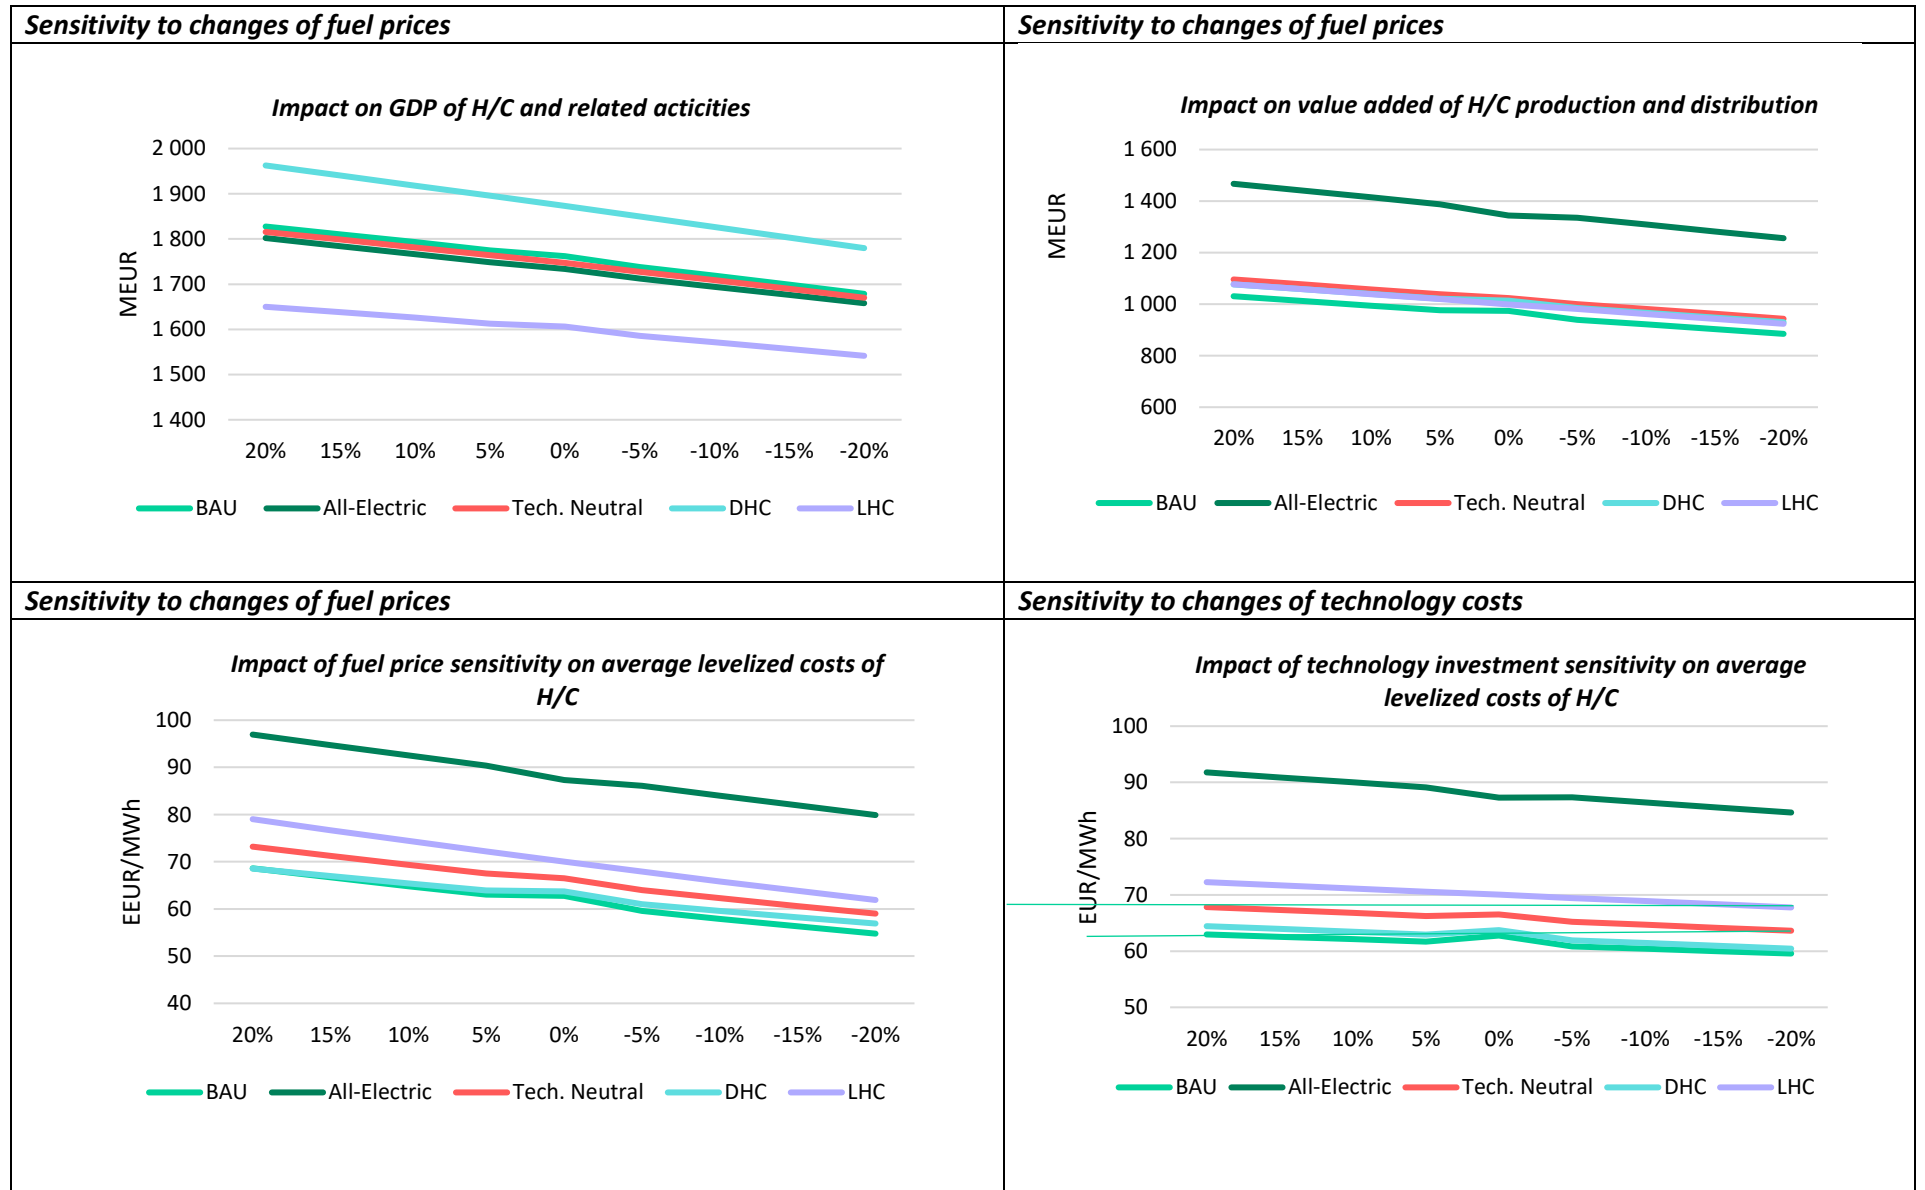 Sensitivity to changes of fuel prices
Impact on GDP of H/C and related acticities
MEUR
2 000
1 900
1 800
1 700
1 600
1 500
1 400
20% 15% 10% 5% 0% -5% -10% -15% -20%
BAU All-Electric Tech. Neutral DHC LHC
Sensitivity to changes of fuel prices
Impact on value added of H/C production and distribution
MEUR
1 600
1 400
1 200
1 000
800
600
20% 15% 10% 5% 0% -5% -10% -15% -20%
BAU All-Electric Tech. Neutral DHC LHC
Sensitivity to changes of fuel prices
Impact of fuel price sensitivity on average levelized costs of
H/C
EEUR/MWh
100
90
80
70
60
50
40
20% 15% 10% 5% 0% -5% -10% -15% -20%
BAU All-Electric Tech. Neutral DHC LHC
Sensitivity to changes of technology costs
Impact of technology investment sensitivity on average
levelized costs of H/C
EUR/MWh
100
90
80
70
60
50
20% 15% 10% 5% 0% -5% -10% -15% -20%
BAU All-Electric Tech. Neutral DHC LHC